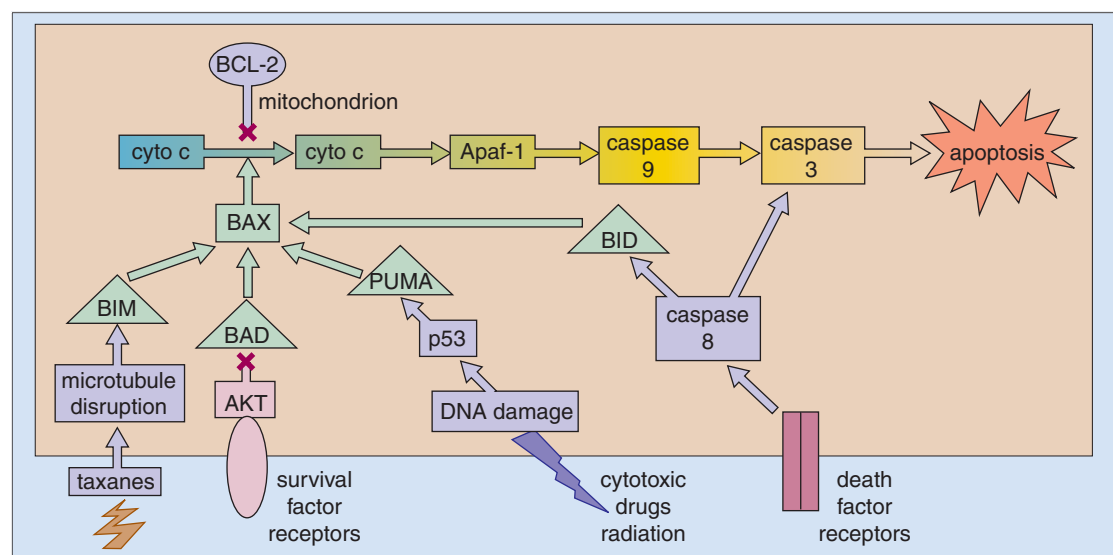 BCL-2
mitochondrion
cyto c
cyto c
Apaf-1
caspase
9
caspase
3
apoptosis
BAX
BID
BIM
BAD
PUMA
p53
caspase
8
microtubule
disruption
AKT
DNA damage
taxanes
survival
factor
receptors
cytotoxic
drugs
radiation
death
factor
receptors